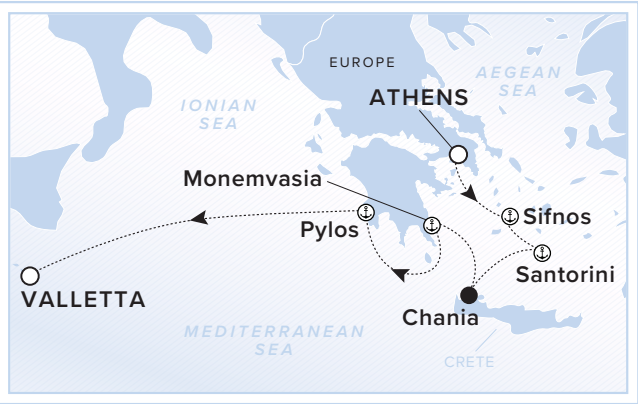 EUROPE
AEGEAN
SEA
ATHENS
IONIAN
SEA
Monemvasia
Sifnos
Pylos
Santorini
VALLETTA
Chania
MEDITERRANEAN
SEA
CRETE